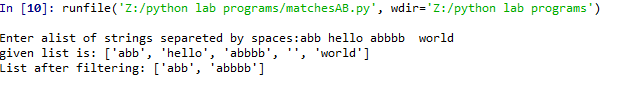 In [10]: runfile('Z:/python lab programs/matchesAB.py', wdir='Z:/python lab programs')
Enter alist of strings separeted by spaces:abb hello abbbb  world
given list is: ['abb', 'hello', 'abbbb', '', 'world']
List after filtering: ['abb', 'abbbb']